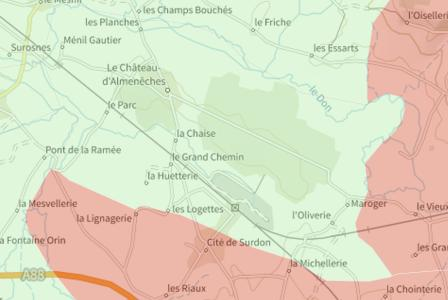 les Champs Bouchés
les Planches
le Friche
l'Oisellerie
Ménil Gautier
Surosnes
les Essarts
Le Château-
d'Almenêches
le Don
le Parc
la Chaise
Pont de la Ramée
le Grand Chemin
la Huetterie
la Mesvellerie
les Logettes
Maroger
le Vieux
la Lignagerie
l'Oliverie
a Fontaine Orin
Cité de Surdon
la Michellerie
A88
les Riaux
la Chointerie